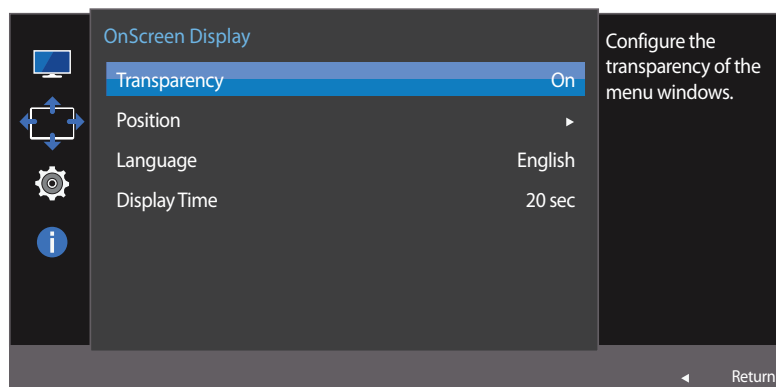 OnScreen Display
Transparency On
Position ▸
Language English
Display Time 20 sec
Configure the
transparency of the
menu windows.
◂ Return